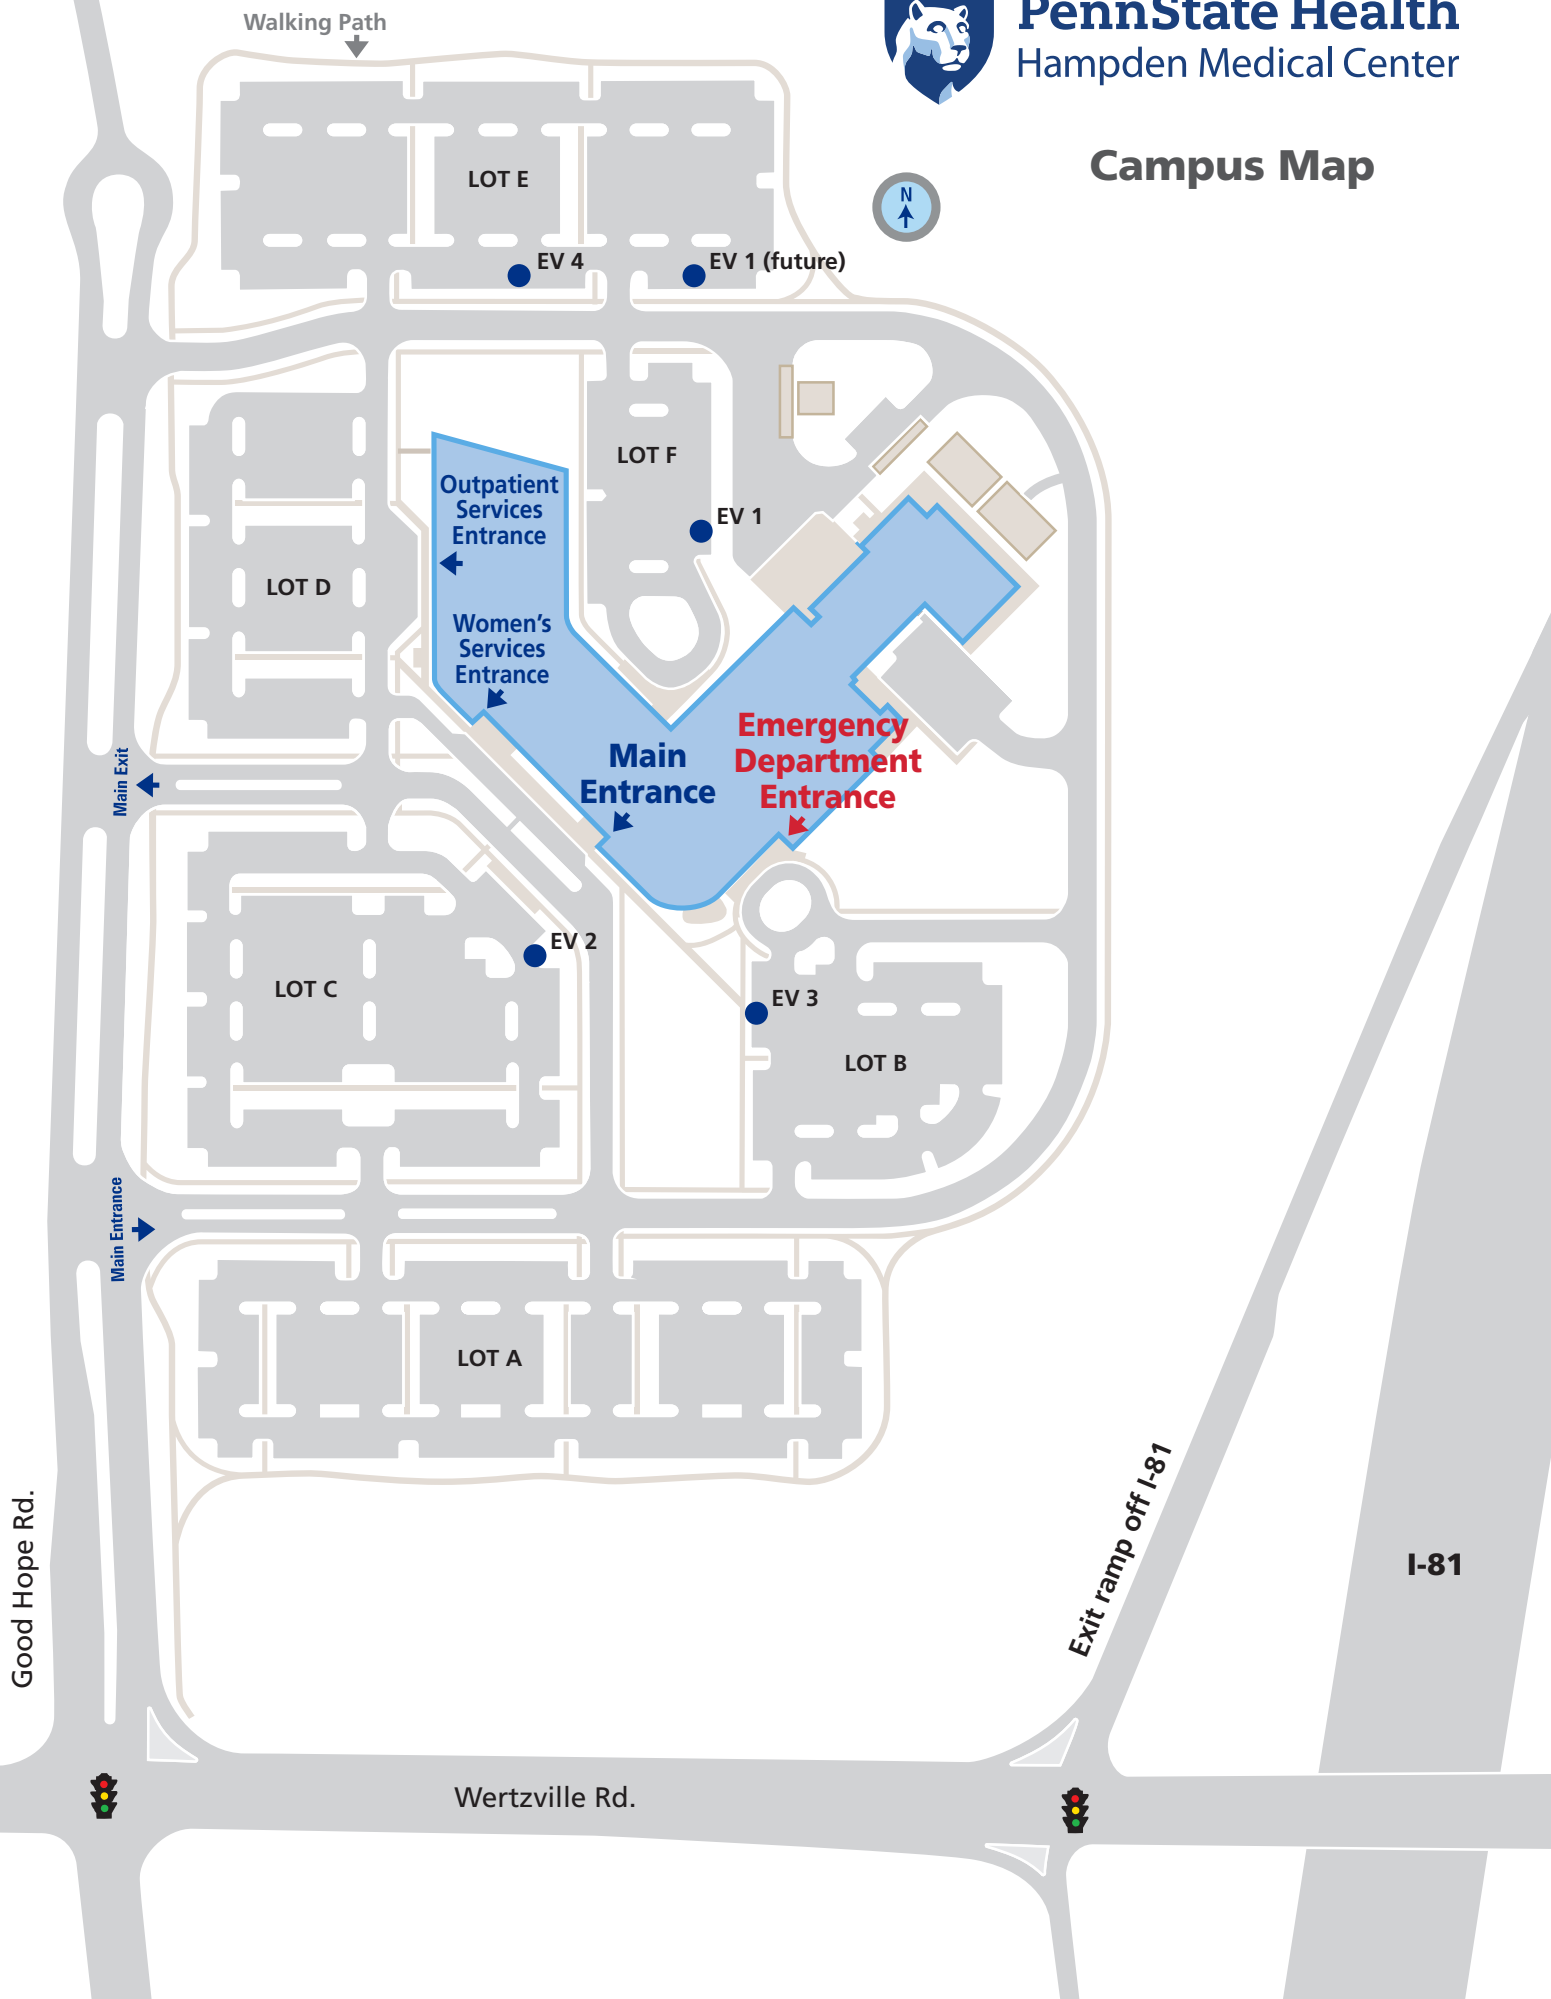 Walking Path
PennState Health
Hampden Medical Center
Campus Map
N
LOT E
EV 4
EV 1 (future)
LOT F
Outpatient
Services
Entrance
EV 1
LOT D
Women's
Services
Entrance
Main
Entrance
Emergency
Department
Entrance
Main Exit
EV 2
LOT C
EV 3
LOT B
Main Entrance
LOT A
Good Hope Rd.
Exit ramp off I-81
I-81
Wertzville Rd.